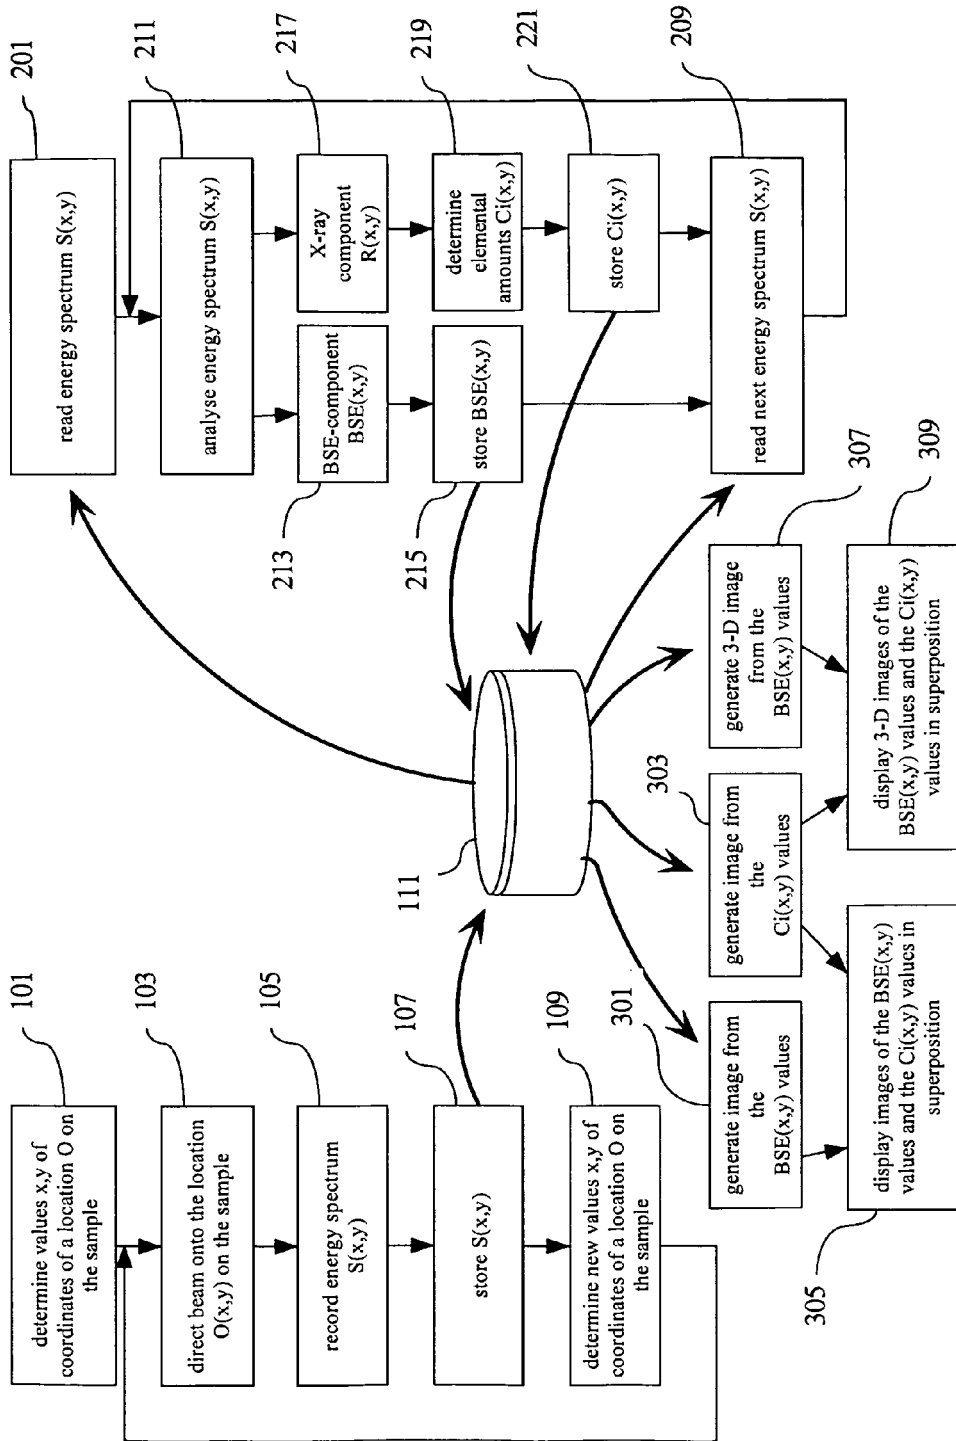 101
determine values x,y of
coordinates of a location O on
the sample
103
direct beam onto the location
O(x,y) on the sample
105
record energy spectrum
S(x,y)
107
store S(x,y)
109
determine new values x,y of
coordinates of a location O on
the sample
111
201
read energy spectrum S(x,y)
211
analyse energy spectrum S(x,y)
213
BSE-component
BSE(x,y)
217
X-ray
component
R(x,y)
215
store BSE(x,y)
219
determine
elemental
amounts Ci(x,y)
221
store Ci(x,y)
209
read next energy spectrum S(x,y)
301
generate image from
the
BSE(x,y) values
303
generate image from
the
Ci(x,y) values
307
generate 3-D image
from the
BSE(x,y) values
305
display images of the BSE(x,y)
values and the Ci(x,y) values in
superposition
309
display 3-D images of the
BSE(x,y) values and the Ci(x,y)
values in superposition